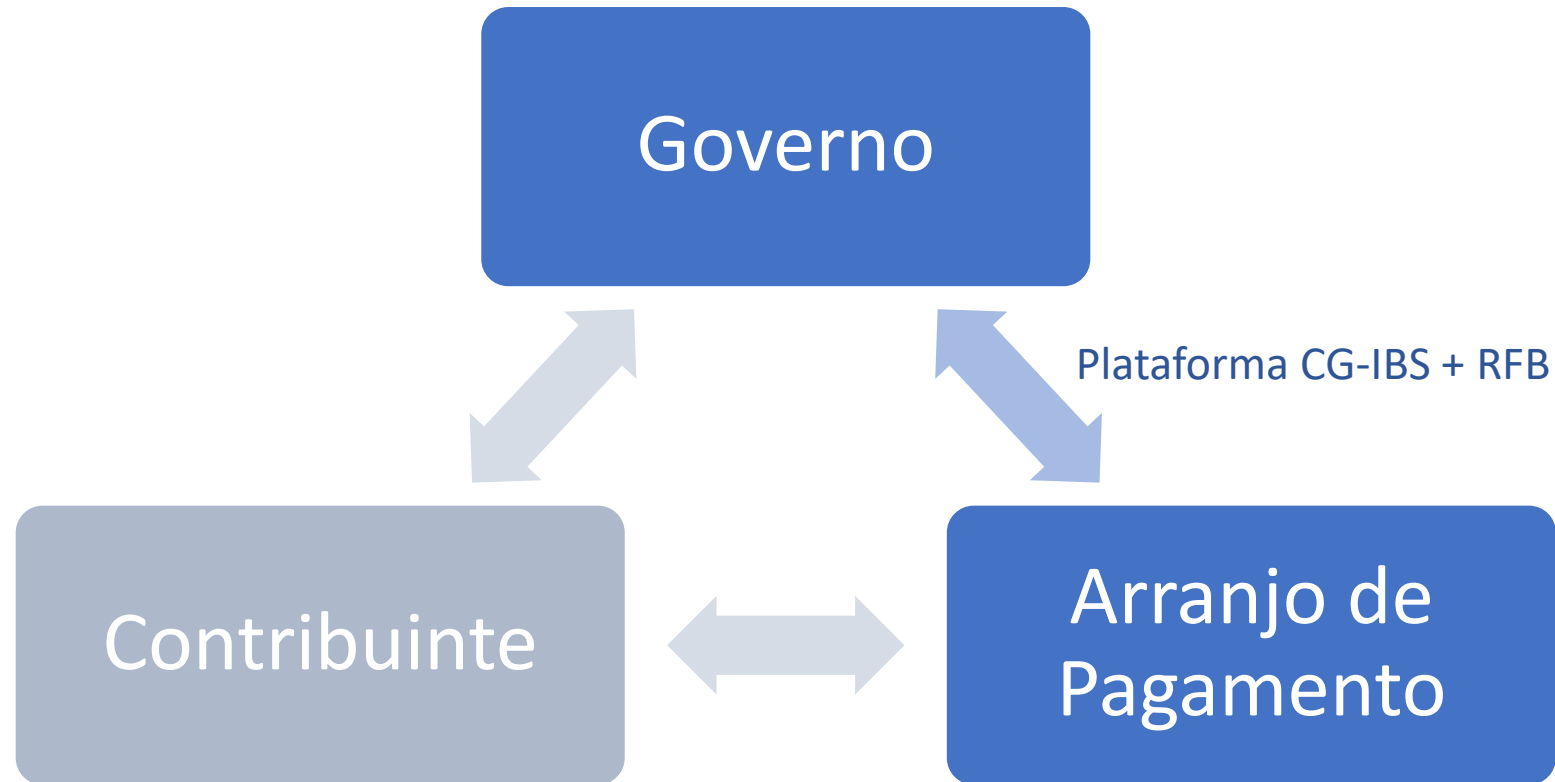 Governo
Plataforma CG-IBS + RFB
Contribuinte
Arranjo de
Pagamento